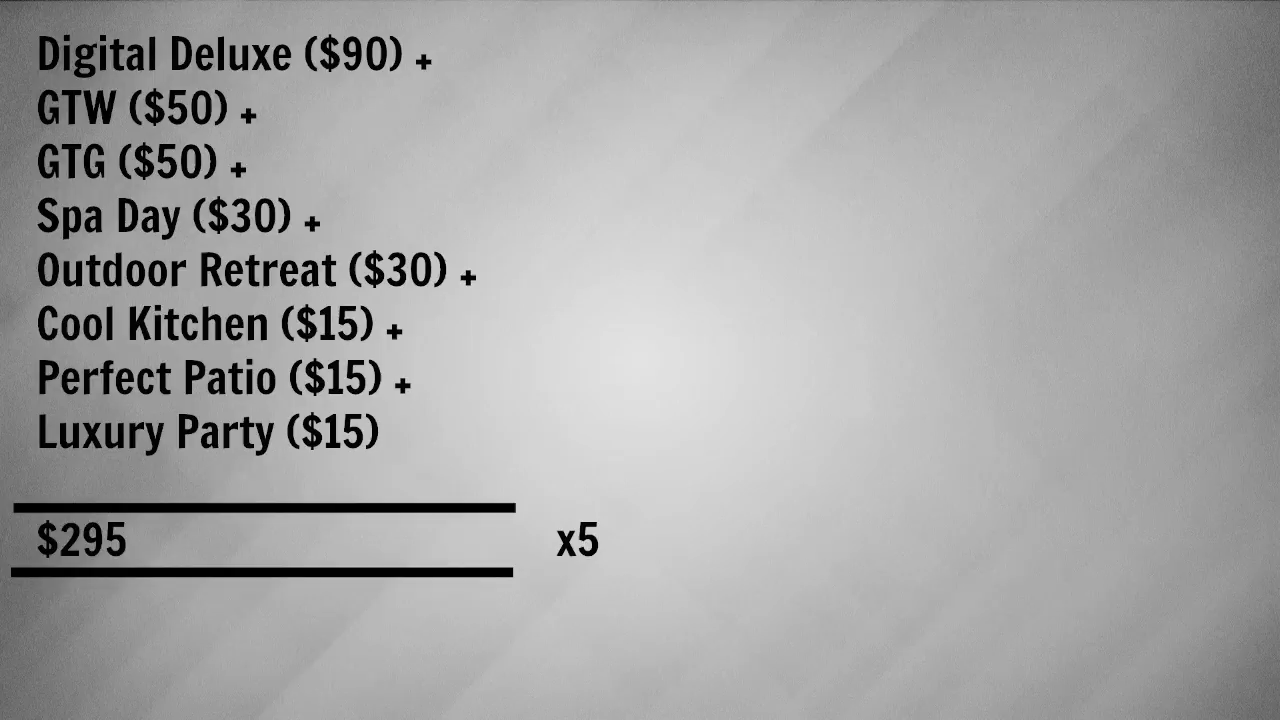 Digital Deluxe ($90) +
GTW ($50) +
GTG ($50) +
Spa Day ($30) +
Outdoor Retreat ($30) +
Cool Kitchen ($15) +
Perfect Patio ($15) +
Luxury Party ($15)
$295 x5